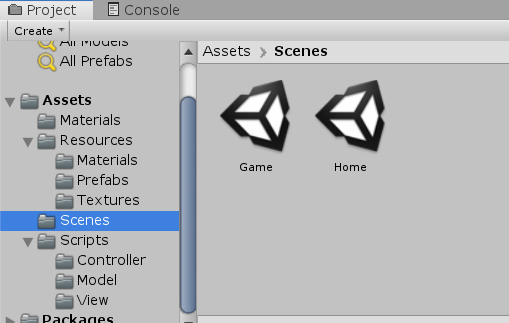 Project
Console
Create
All Models
All Prefabs
Assets
Materials
Resources
Materials
Prefabs
Textures
Scenes
Scripts
Controller
Model
View
Packages
Assets > Scenes
Game
Home